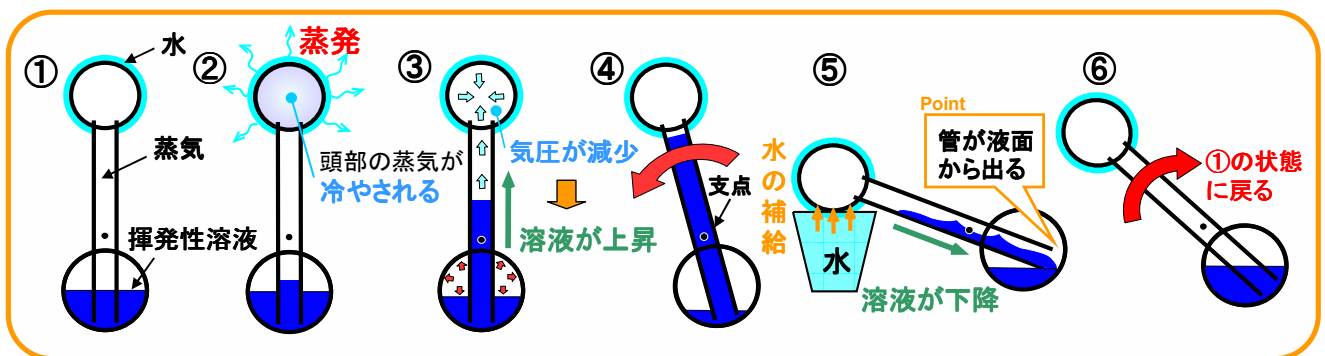 ①
水
蒸気
揮発性溶液
②
蒸発
頭部の蒸気が
冷やされる
③
気圧が減少
溶液が上昇
④
支点
⑤
水の補給
水
Point
管が液面
から出る
溶液が下降
⑥
①の状態
に戻る